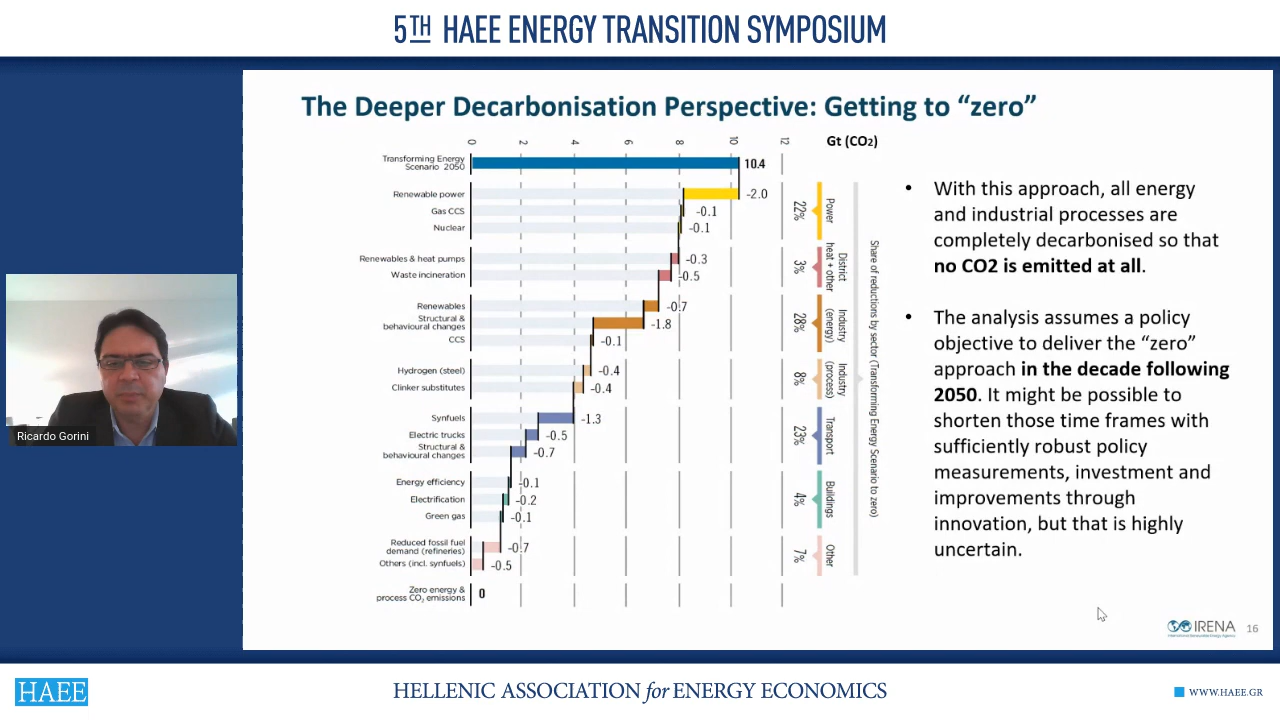 5TH HAEE ENERGY TRANSITION SYMPOSIUM
The Deeper Decarbonisation Perspective: Getting to “zero”
0 2 4 6 8 10 12 Gt (CO2)
Transforming Energy
Scenario 2050
10.4
Renewable power
-2.0
Gas CCS
-0.1
Nuclear
-0.1
Renewables & heat pumps
-0.3
Waste incineration
-0.5
Renewables
-0.7
Structural &
behavioural changes
-1.8
CCS
-0.1
Hydrogen (steel)
-0.4
Clinker substitutes
-0.4
Synfuels
-1.3
Electric trucks
-0.5
Structural &
behavioural changes
-0.7
Energy efficiency
-0.1
Electrification
-0.2
Green gas
-0.1
Reduced fossil fuel
demand (refineries)
-0.7
Others (incl. synfuels)
-0.5
Zero energy &
process CO2 emissions
0
22%
Power
3%
District
heat + other
28%
Industry
(energy)
8%
Industry
(process)
23%
Transport
4%
Buildings
7%
Other
Share of reductions by sector (Transforming Energy Scenario to zero)
• With this approach, all energy
and industrial processes are
completely decarbonised so that
no CO2 is emitted at all.
• The analysis assumes a policy
objective to deliver the “zero”
approach in the decade following
2050. It might be possible to
shorten those time frames with
sufficiently robust policy
measurements, investment and
improvements through
innovation, but that is highly
uncertain.
IRENA
International Renewable Energy Agency
16
Ricardo Gorini
HAEE
HELLENIC ASSOCIATION for ENERGY ECONOMICS
WWW.HAEE.GR